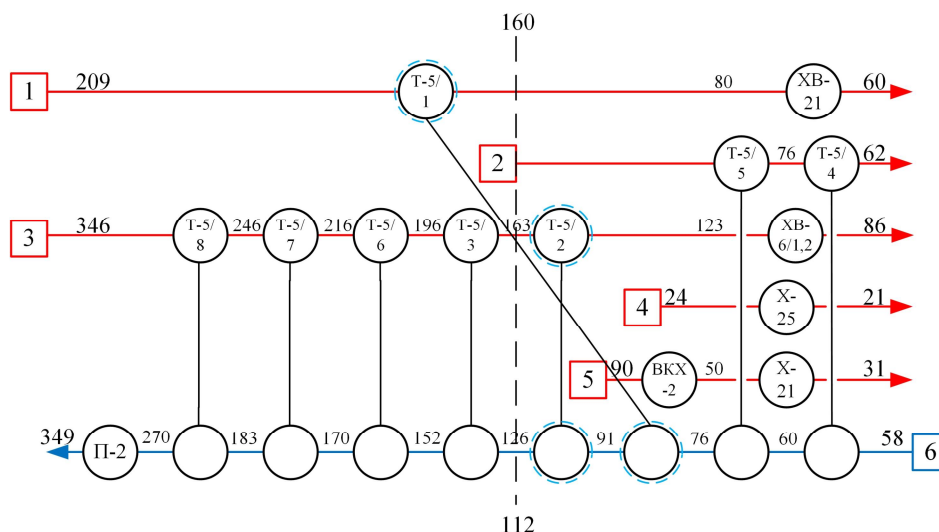 160
1 209 Т-5/ 80 ХВ- 60
1 21
2 Т-5/ 76 Т-5/ 62
5 4
3 346 Т-5/ 246 Т-5/ 216 Т-5/ 196 Т-5/ 163 Т-5/ 123 ХВ- 86
8 7 6 3 2 6/1,2
4 24 Х- 21
25
5 90 ВКХ 50 Х- 31
-2 21
349 П-2 270 183 170 152 126 91 76 60 58 6
112